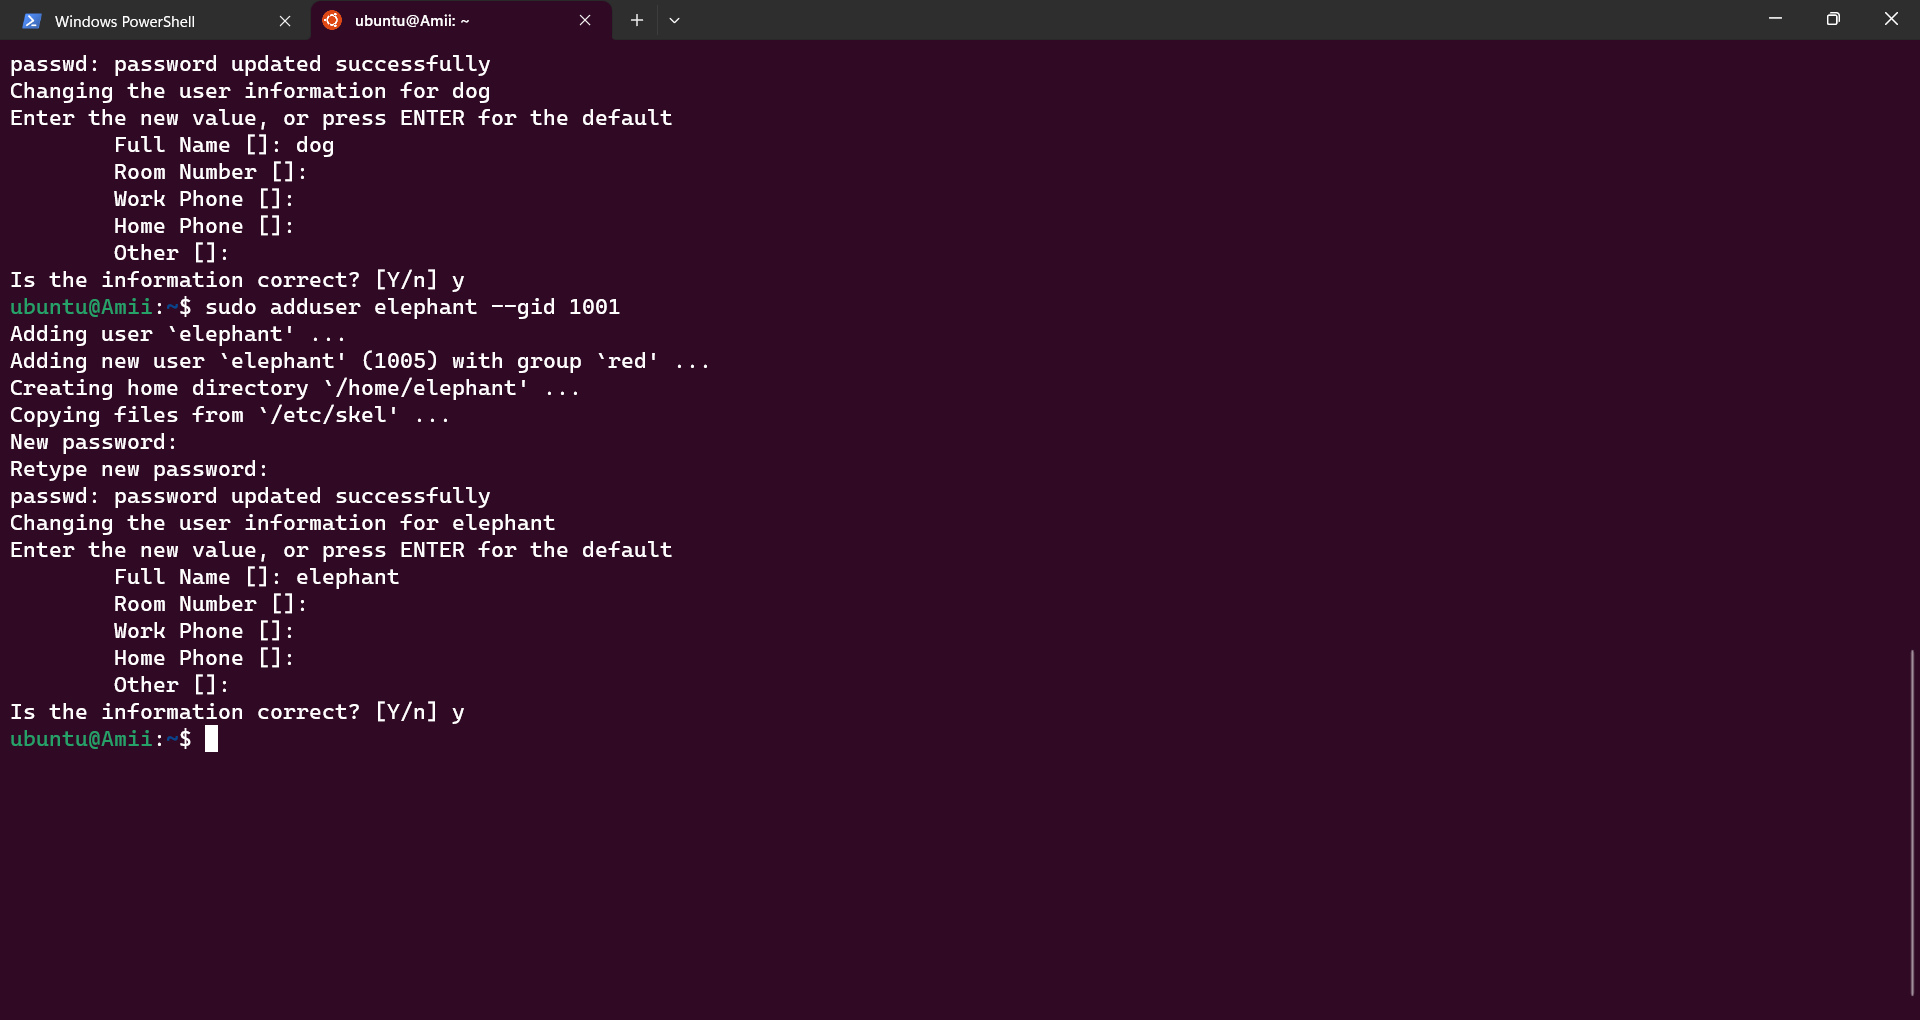 Windows PowerShell
ubuntu@Amii: ~
passwd: password updated successfully
Changing the user information for dog
Enter the new value, or press ENTER for the default
        Full Name []: dog
        Room Number []:
        Work Phone []:
        Home Phone []:
        Other []:
Is the information correct? [Y/n] y
ubuntu@Amii:~$ sudo adduser elephant --gid 1001
Adding user `elephant' ...
Adding new user `elephant' (1005) with group `red' ...
Creating home directory `/home/elephant' ...
Copying files from `/etc/skel' ...
New password:
Retype new password:
passwd: password updated successfully
Changing the user information for elephant
Enter the new value, or press ENTER for the default
        Full Name []: elephant
        Room Number []:
        Work Phone []:
        Home Phone []:
        Other []:
Is the information correct? [Y/n] y
ubuntu@Amii:~$